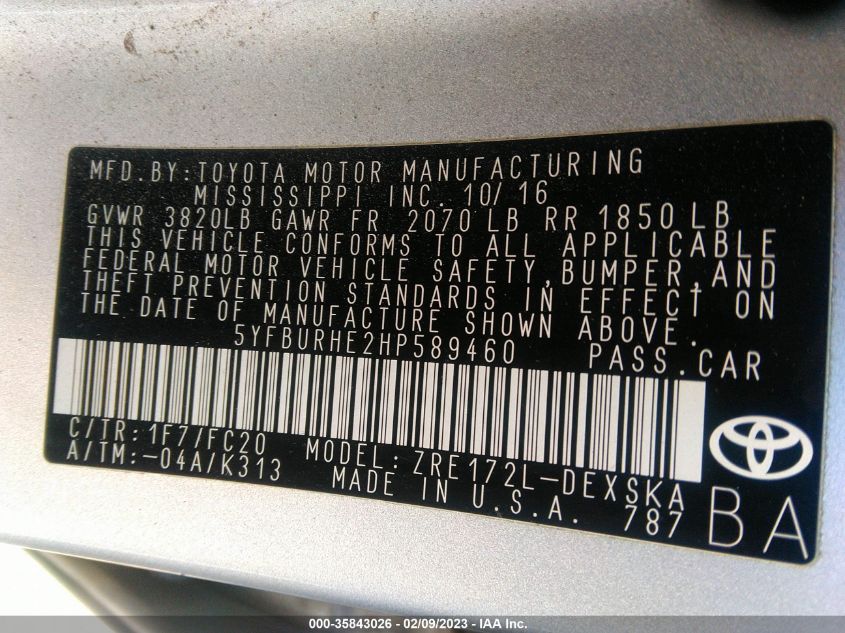 MFD.BY:TOYOTA MOTOR MANUFACTURING
MISSISSIPPI INC. 10/16
GVWR 3820LB GAWR FR 2070LB RR 1850LB
THIS VEHICLE CONFORMS TO ALL APPLICABLE
FEDERAL MOTOR VEHICLE SAFETY,BUMPER,AND
THEFT PREVENTION STANDARDS IN EFFECT ON
THE DATE OF MANUFACTURE SHOWN ABOVE.
5YFBURHE2HP589460 PASS.CAR
C/TR:1F7/FC20 MODEL:ZRE172L-DEXSKA
A/TM:-04A/K313 MADE IN U.S.A. 787
BA
000-35843026 - 02/09/2023 - IAA Inc.